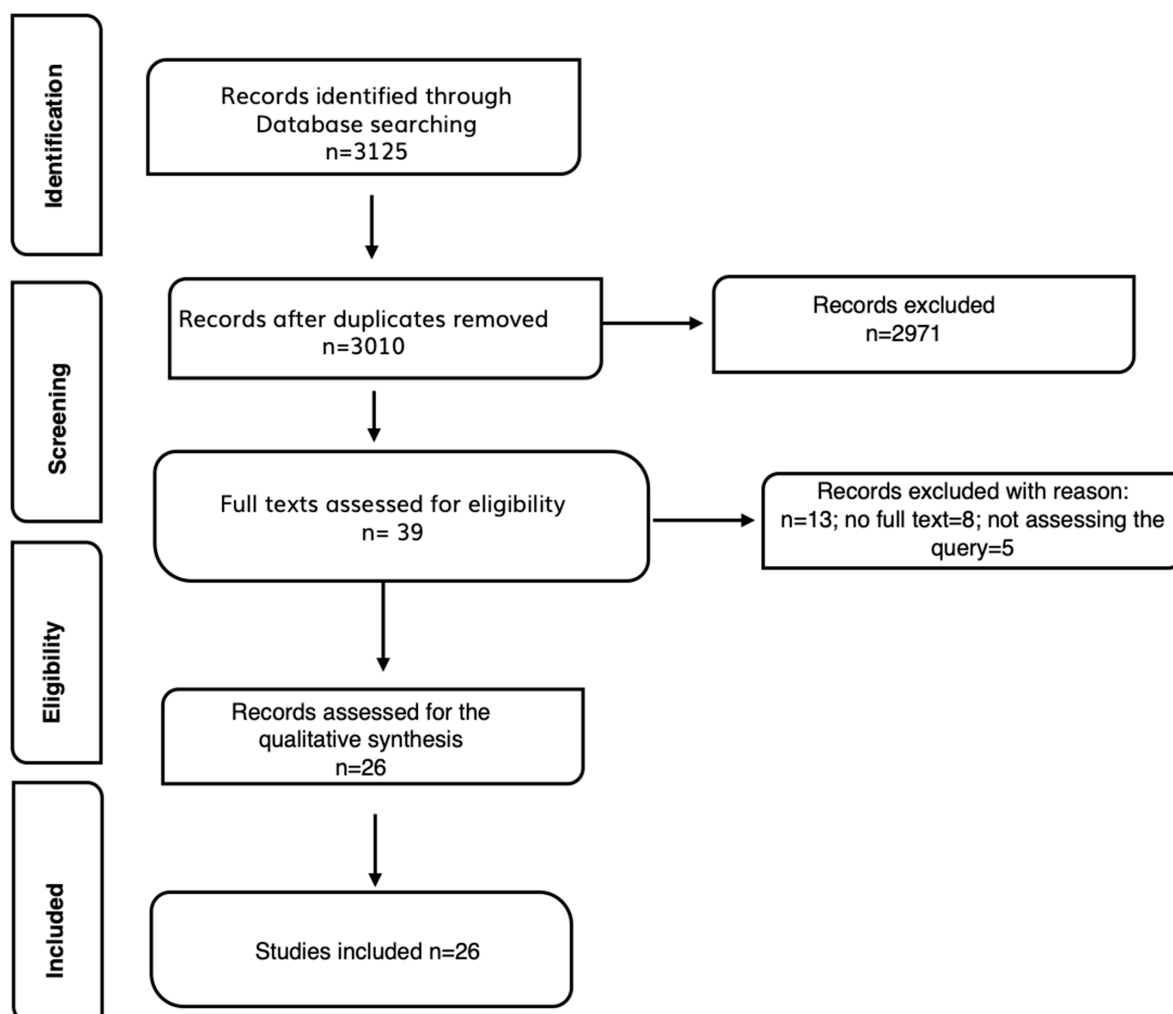 Identification
Records identified through
Database searching
n=3125
Screening
Records after duplicates removed
n=3010
Records excluded
n=2971
Full texts assessed for eligibility
n= 39
Records excluded with reason:
n=13; no full text=8; not assessing the
query=5
Eligibility
Records assessed for the
qualitative synthesis
n=26
Included
Studies included n=26